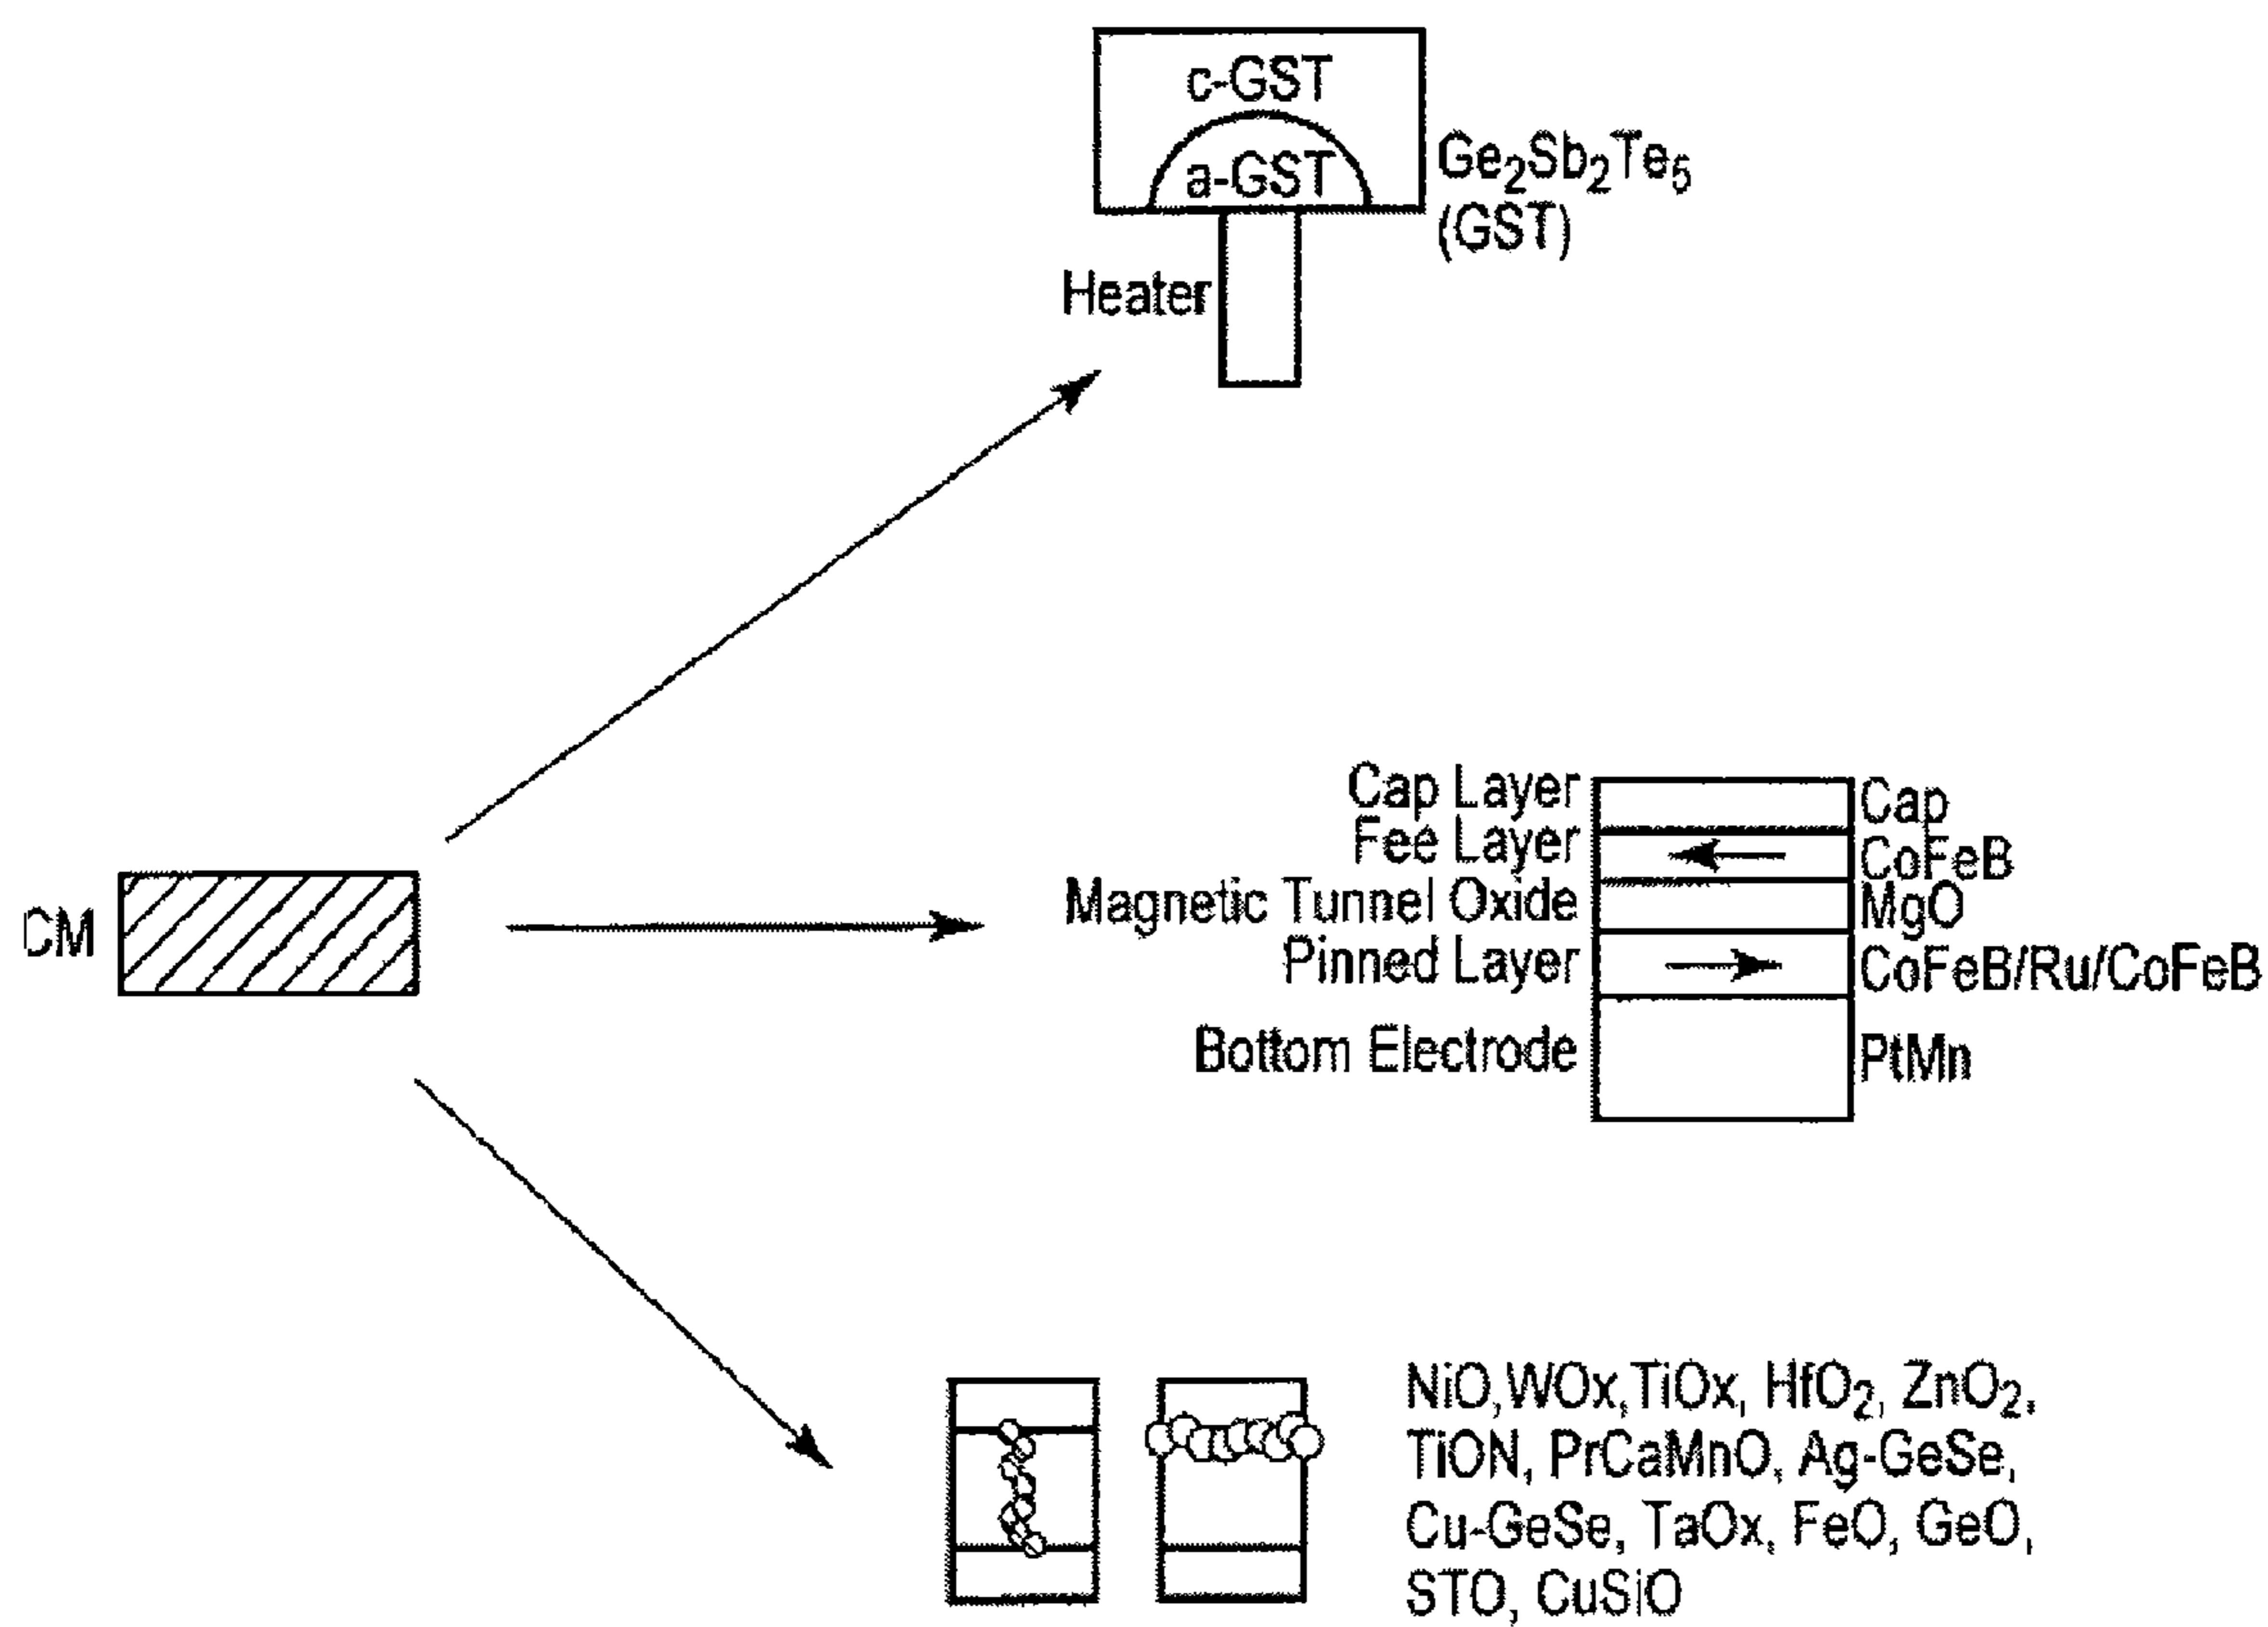 c-GST
a-GST
Ge2Sb2Te5
(GST)
Heater
CM
Cap Layer
Cap
Fee Layer
CoFeB
Magnetic Tunnel Oxide
MgO
Pinned Layer
CoFeB/Ru/CoFeB
Bottom Electrode
PtMn
NiO,WOx,TiOx, HfO2, ZnO2,
TiON, PrCaMnO, Ag-GeSe,
Cu-GeSe, TaOx, FeO, GeO,
STO, CuSiO